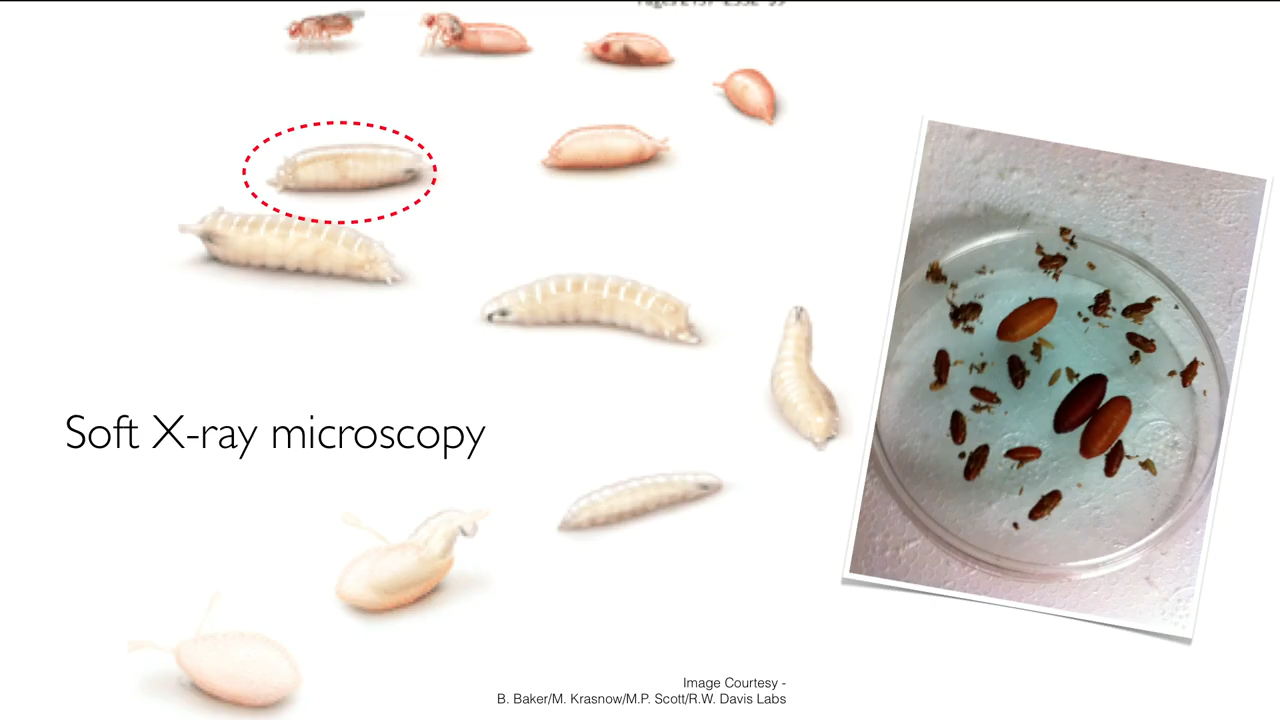 Soft X-ray microscopy
Image Courtesy -
B. Baker/M. Krasnow/M.P. Scott/R.W. Davis Labs